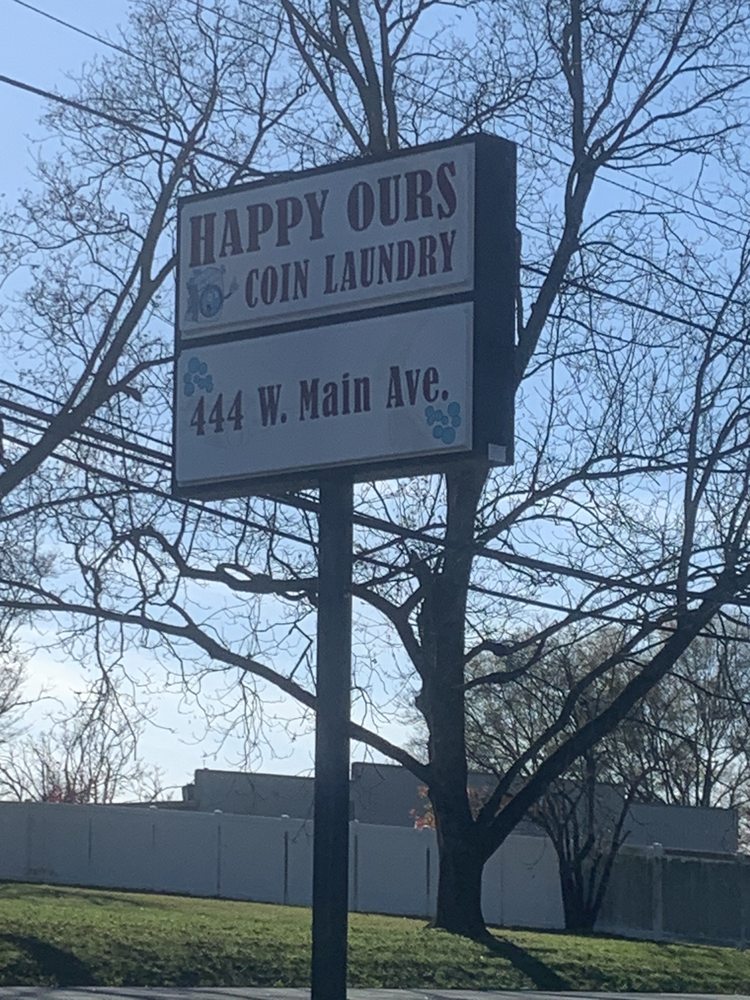 HAPPY OURS
COIN LAUNDRY
444 W. Main Ave.